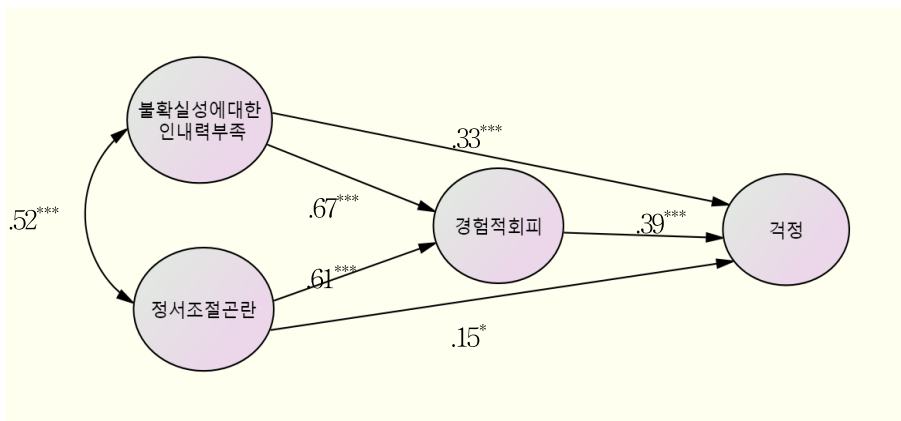 불확실성에대한
인내력부족
.33***
.67***
.52***
경험적회피
.39***
걱정
.61***
정서조절곤란
.15*